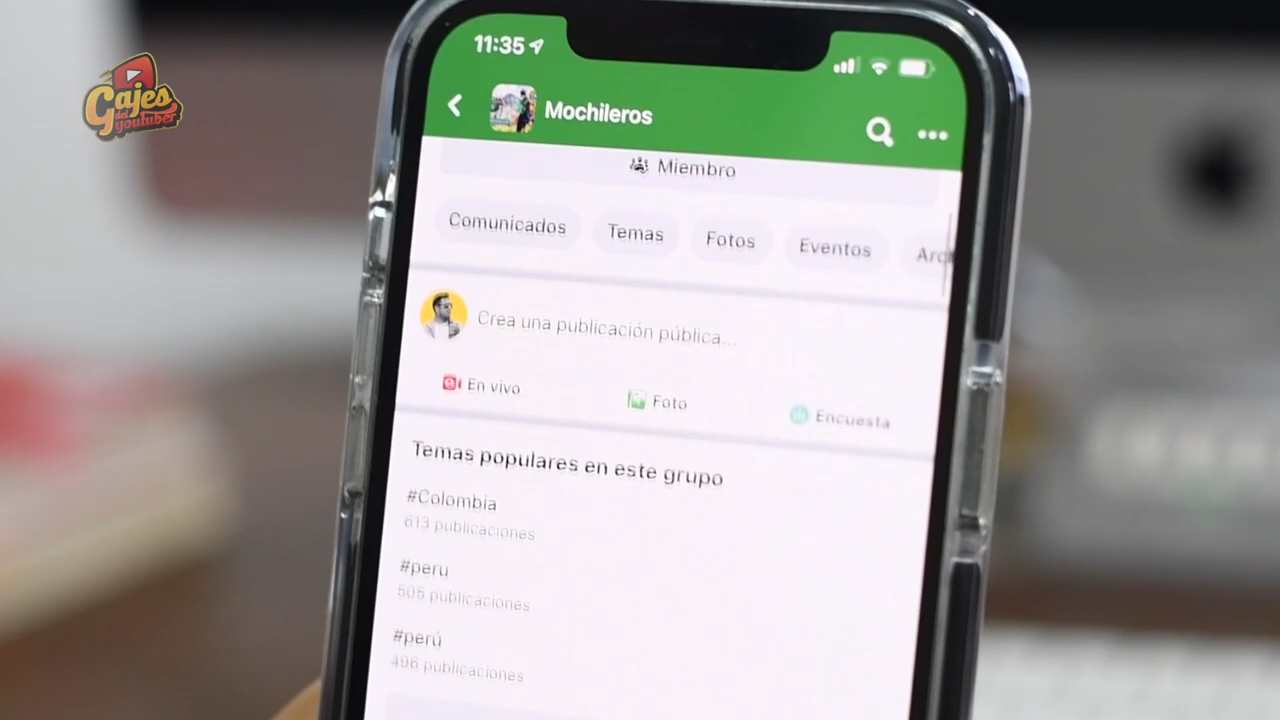 Gajes
del
youtuber
11:35
Mochileros
Miembro
Comunicados
Temas
Fotos
Eventos
Crea una publicación pública...
En vivo
Foto
Encuesta
Temas populares en este grupo
#Colombia
613 publicaciones
#peru
505 publicaciones
#perú
496 publicaciones